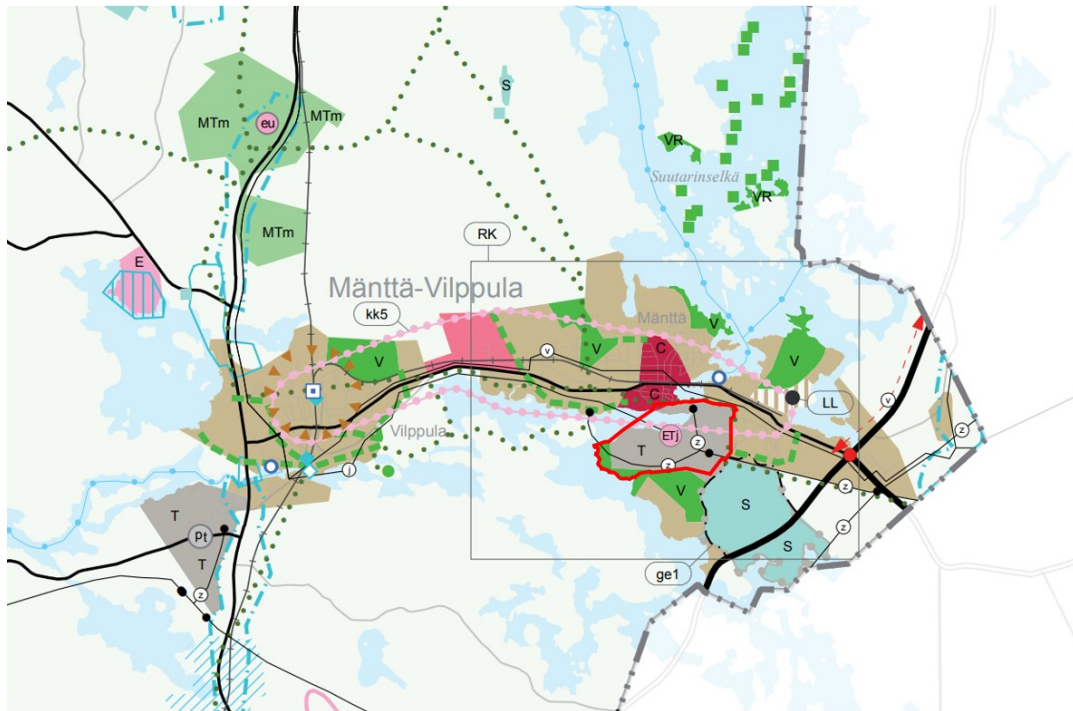 S
MTm
eu
MTm
VR
Suutarinselkä
VR
MTm
RK
E
Mänttä-Vilppula
kk5
Mänttä
V
V
v
V
C
V
C
LL
v
Vilppula
ETj
z
z
T
j
z
V
z
T
S
pt
z
T
S
ge1
z